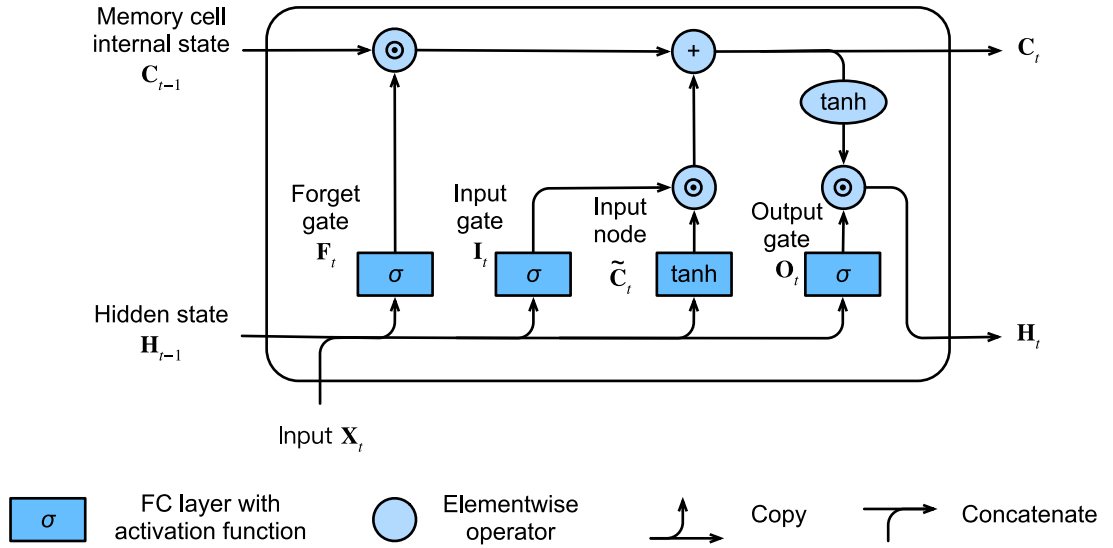 Memory cell
internal state
C_{t−1}
C_t
+
tanh
Forget
gate
F_t
Input
gate
I_t
Input
node
C̃_t
Output
gate
O_t
σ
σ
tanh
σ
Hidden state
H_{t−1}
H_t
Input X_t
σ
FC layer with
activation function
Elementwise
operator
Copy
Concatenate